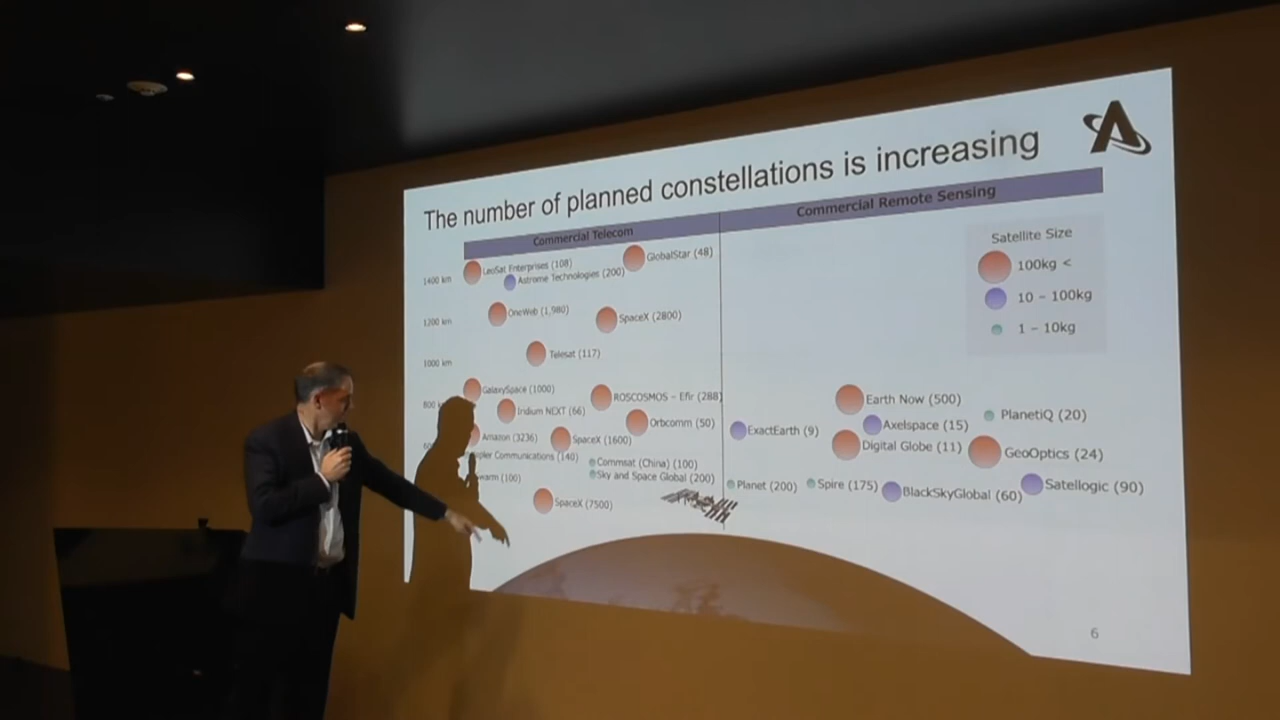 The number of planned constellations is increasing
Commercial Telecom
Commercial Remote Sensing
Satellite Size
100kg <
10 – 100kg
1 – 10kg
1400 km
LeoSat Enterprises (108)
GlobalStar (48)
Astrome Technologies (200)
1200 km
OneWeb (1,980)
SpaceX (2800)
1000 km
Telesat (117)
GalaxySpace (1000)
800
ROSCOSMOS – Efir (288)
Iridium NEXT (66)
Orbcomm (50)
Amazon (3236)
SpaceX (1600)
(140)
Commsat (China) (100)
Sky and Space Global (200)
(100)
SpaceX (7500)
Earth Now (500)
PlanetiQ (20)
ExactEarth (9)
Axelspace (15)
Digital Globe (11)
GeoOptics (24)
Planet (200)
Spire (175)
BlackSkyGlobal (60)
Satellogic (90)
6